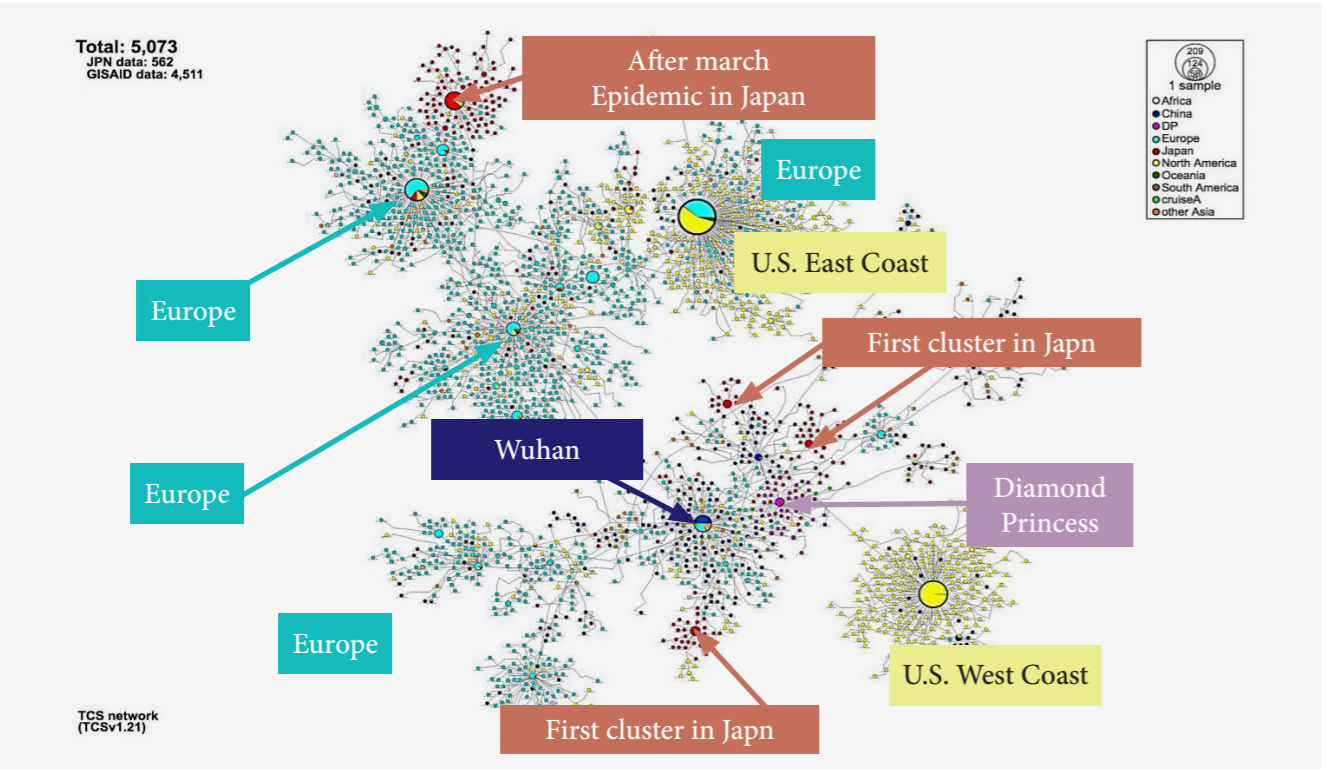 Total: 5,073
JPN data: 562
GISAID data: 4,511
After march
Epidemic in Japan
209
124
56
1 sample
Africa
China
DP
Europe
Japan
North America
Oceania
South America
cruiseA
other Asia
Europe
U.S. East Coast
Europe
First cluster in Japn
Wuhan
Europe
Diamond
Princess
Europe
U.S. West Coast
First cluster in Japn
TCS network
(TCSv1.21)